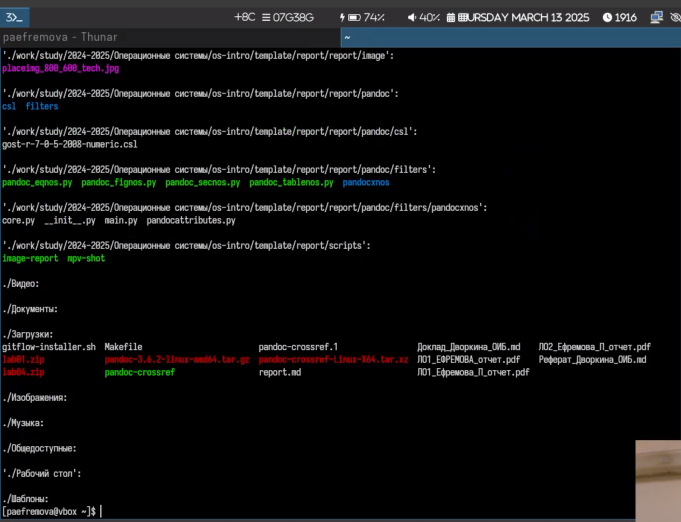 3>_ +8C 07G38G 74% 40% THURSDAY MARCH 13 2025 1916
paefremova - Thunar ~
'./work/study/2024-2025/Операционные системы/os-intro/template/report/report/image':
placeimg_800_600_tech.jpg
'./work/study/2024-2025/Операционные системы/os-intro/template/report/report/pandoc':
csl filters
'./work/study/2024-2025/Операционные системы/os-intro/template/report/report/pandoc/csl':
gost-r-7-0-5-2008-numeric.csl
'./work/study/2024-2025/Операционные системы/os-intro/template/report/report/pandoc/filters':
pandoc_eqnos.py pandoc_fignos.py pandoc_secnos.py pandoc_tablenos.py pandocxnos
'./work/study/2024-2025/Операционные системы/os-intro/template/report/report/pandoc/filters/pandocxnos':
core.py __init__.py main.py pandocattributes.py
'./work/study/2024-2025/Операционные системы/os-intro/template/report/report/scripts':
image-report mpv-shot
./Видео:
./Документы:
./Загрузки:
gitflow-installer.sh Makefile pandoc-crossref.1 Доклад_Дворкина_ОИБ.md ЛО2_Ефремова_П_отчет.pdf
lab01.zip pandoc-3.6.2-linux-amd64.tar.gz pandoc-crossref-Linux-X64.tar.xz ЛО1_ЕФРЕМОВА_отчет.pdf Реферат_Дворкина_ОИБ.md
lab04.zip pandoc-crossref report.md ЛО1_Ефремова_П_отчет.pdf
./Изображения:
./Музыка:
./Общедоступные:
'./Рабочий стол':
./Шаблоны:
[paefremova@vbox ~]$